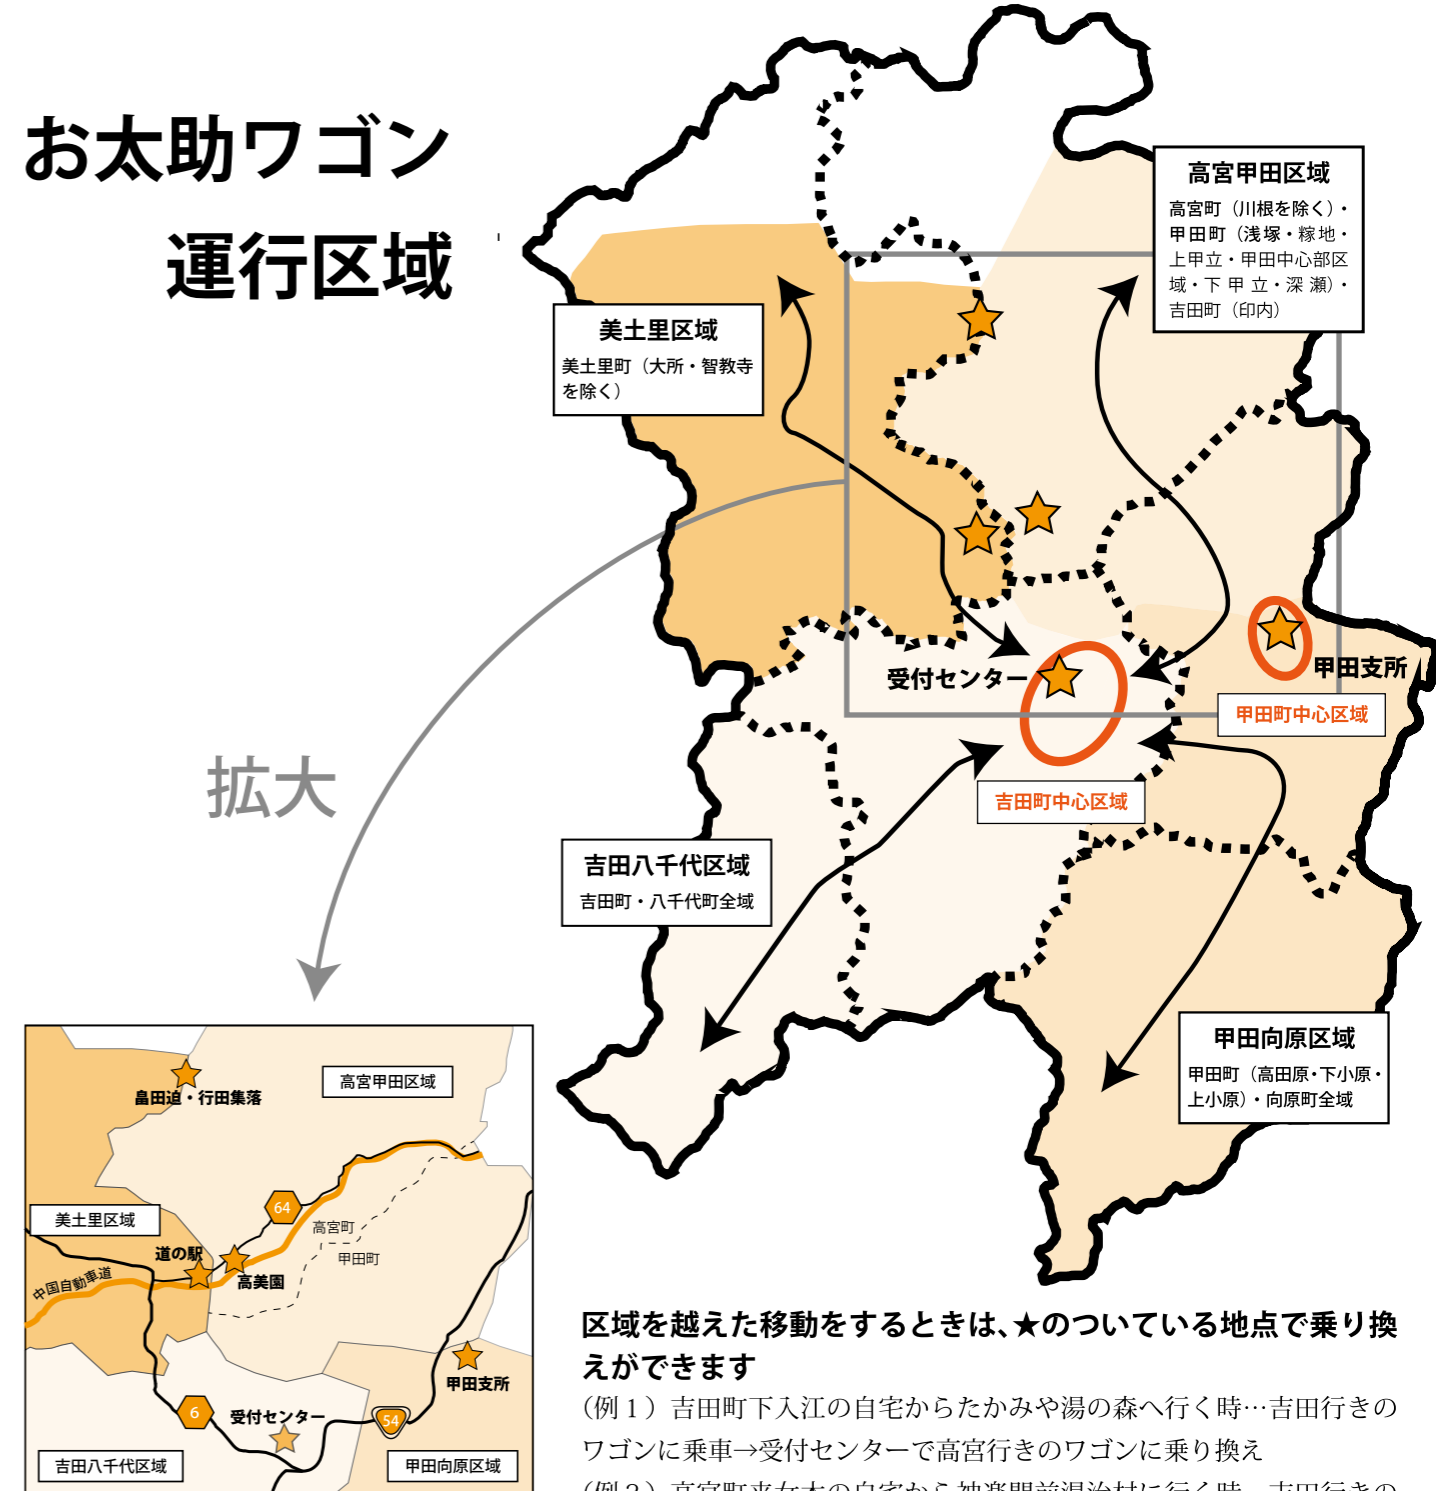 お太助ワゴン
運行区域
高宮甲田区域
高宮町（川根を除く）・
甲田町（浅塚・糘地・
上甲立・甲田中心部区
域・下甲立・深瀬）・
吉田町（印内）
美土里区域
美土里町（大所・智教寺
を除く）
受付センター
甲田支所
甲田町中心区域
吉田町中心区域
拡大
吉田八千代区域
吉田町・八千代町全域
甲田向原区域
甲田町（高田原・下小原・
上小原）・向原町全域
高宮甲田区域
畠田迫・行田集落
美土里区域
64
高宮町
甲田町
道の駅
高美園
中国自動車道
甲田支所
6
受付センター
54
吉田八千代区域
甲田向原区域
区域を越えた移動をするときは、★のついている地点で乗り換
えができます
（例１）吉田町下入江の自宅からたかみや湯の森へ行く時…吉田行きの
ワゴンに乗車→受付センターで高宮行きのワゴンに乗り換え